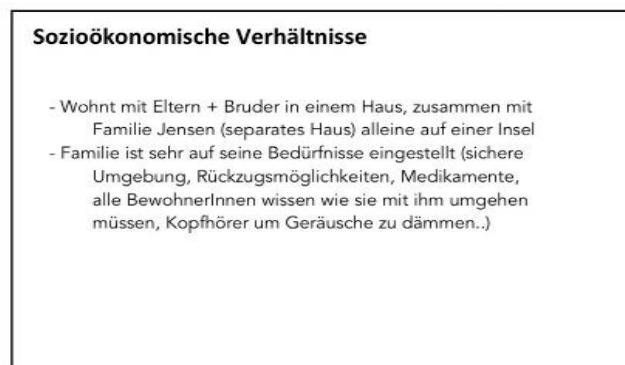 Sozioökonomische Verhältnisse
- Wohnt mit Eltern + Bruder in einem Haus, zusammen mit
Familie Jensen (separates Haus) alleine auf einer Insel
- Familie ist sehr auf seine Bedürfnisse eingestellt (sichere
Umgebung, Rückzugsmöglichkeiten, Medikamente,
alle BewohnerInnen wissen wie sie mit ihm umgehen
müssen, Kopfhörer um Geräusche zu dämmen..)